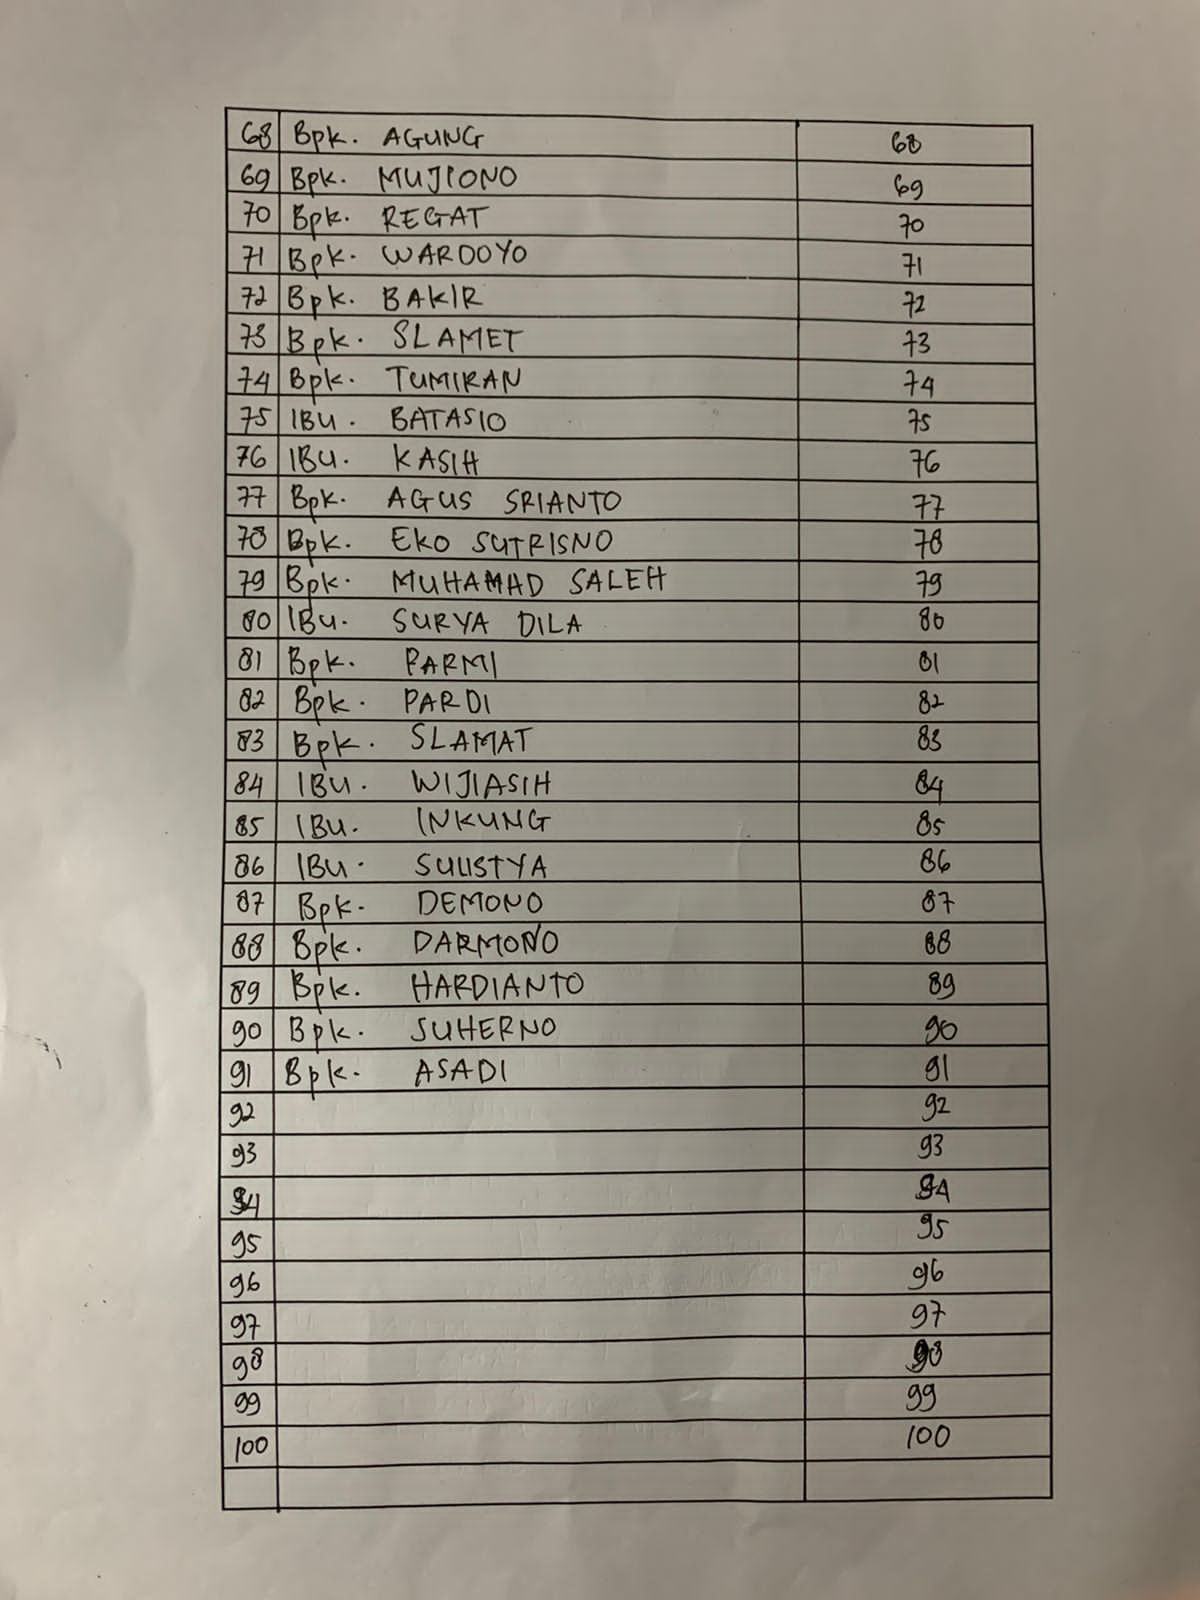 68 Bpk. AGUNG 68
69 Bpk. MUJIONO 69
70 Bpk. REGAT 70
71 Bpk. WARDOYO 71
72 Bpk. BAKIR 72
73 Bpk. SLAMET 73
74 Bpk. TUMIRAN 74
75 IBU. BATASIO 75
76 IBU. KASIH 76
77 Bpk. AGUS SRIANTO 77
78 Bpk. EKO SUTRISNO 78
79 Bpk. MUHAMAD SALEH 79
80 IBU. SURYA DILA 80
81 Bpk. PARMI 81
82 Bpk. PARDI 82
83 Bpk. SLAMAT 83
84 IBU. WIJIASIH 84
85 IBU. INKUNG 85
86 IBU. SULISTYA 86
87 Bpk. DEMONO 87
88 Bpk. DARMONO 88
89 Bpk. HARDIANTO 89
90 Bpk. SUHERNO 90
91 Bpk. ASADI 91
92 92
93 93
94 94
95 95
96 96
97 97
98 98
99 99
100 100